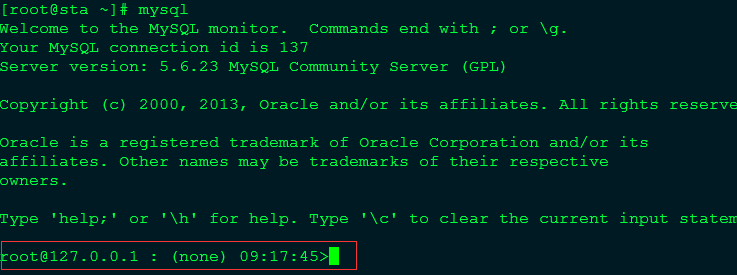 [root@sta ~]# mysql
Welcome to the MySQL monitor.  Commands end with ; or \g.
Your MySQL connection id is 137
Server version: 5.6.23 MySQL Community Server (GPL)
Copyright (c) 2000, 2013, Oracle and/or its affiliates. All rights reserve
Oracle is a registered trademark of Oracle Corporation and/or its
affiliates. Other names may be trademarks of their respective
owners.
Type 'help;' or '\h' for help. Type '\c' to clear the current input statem
root@127.0.0.1 : (none) 09:17:45>